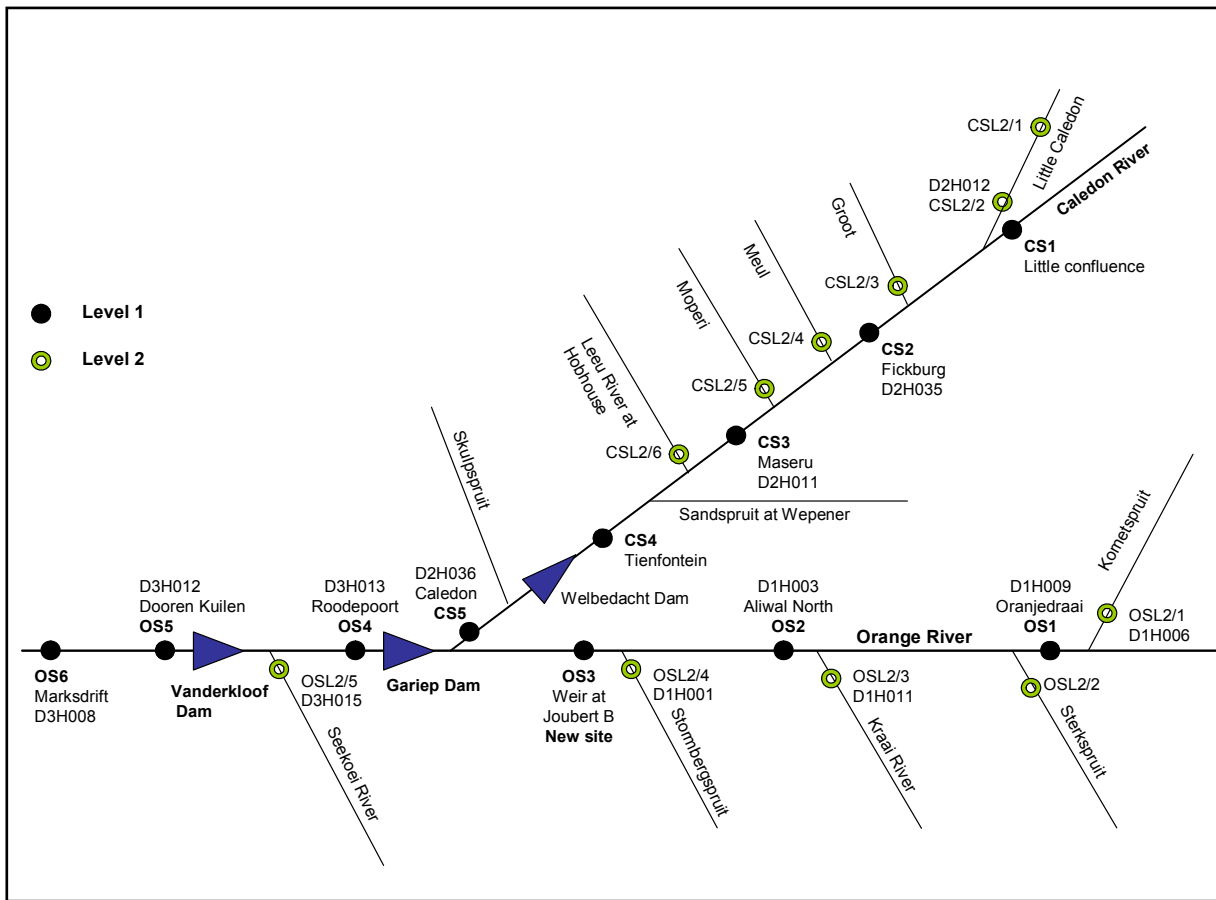 CSL2/1
Little Caledon
D2H012
CSL2/2
Caledon River
CS1
Little confluence
Groot
CSL2/3
Meul
CSL2/4
CS2
Fickburg
D2H035
Moperi
CSL2/5
Level 1
Level 2
Leeu River at
Hobhouse
CSL2/6
CS3
Maseru
D2H011
Skulpspruit
Sandspruit at Wepener
CS4
Tienfontein
Welbedacht Dam
Kometspruit
OSL2/1
D1H006
D3H012
Dooren Kuilen
OS5
D3H013
Roodepoort
OS4
D2H036
Caledon
CS5
D1H003
Aliwal North
OS2
Orange River
D1H009
Oranjedraai
OS1
OS6
Marksdrift
D3H008
Vanderkloof
Dam
OSL2/5
D3H015
Seekoei River
Gariep Dam
OS3
Weir at
Joubert B
New site
OSL2/4
D1H001
Stormbergspruit
OSL2/3
D1H011
Kraai River
OSL2/2
Sterkspruit